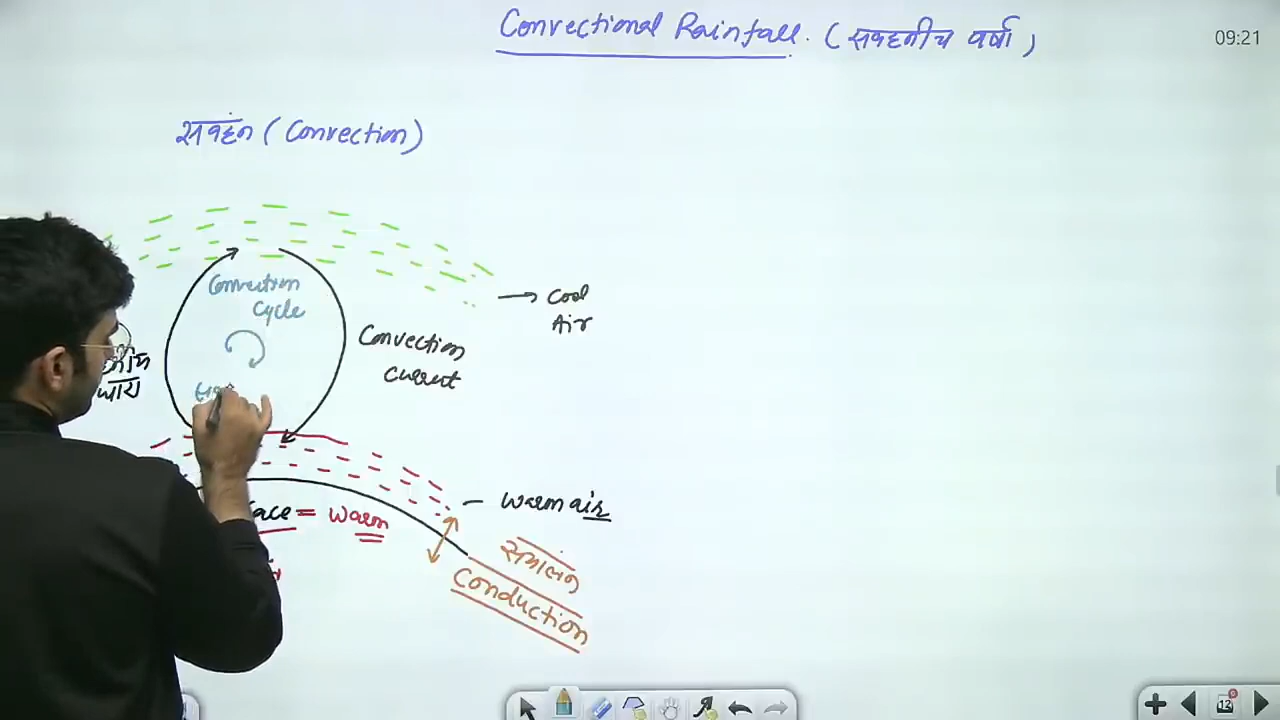 Convectional Rainfall. (संवहनीय वर्षा)
09:21
संवहन (Convection)
Convection
cycle
Cool
Air
Convection
Current
warm air
= warm
संचालन
Conduction
12